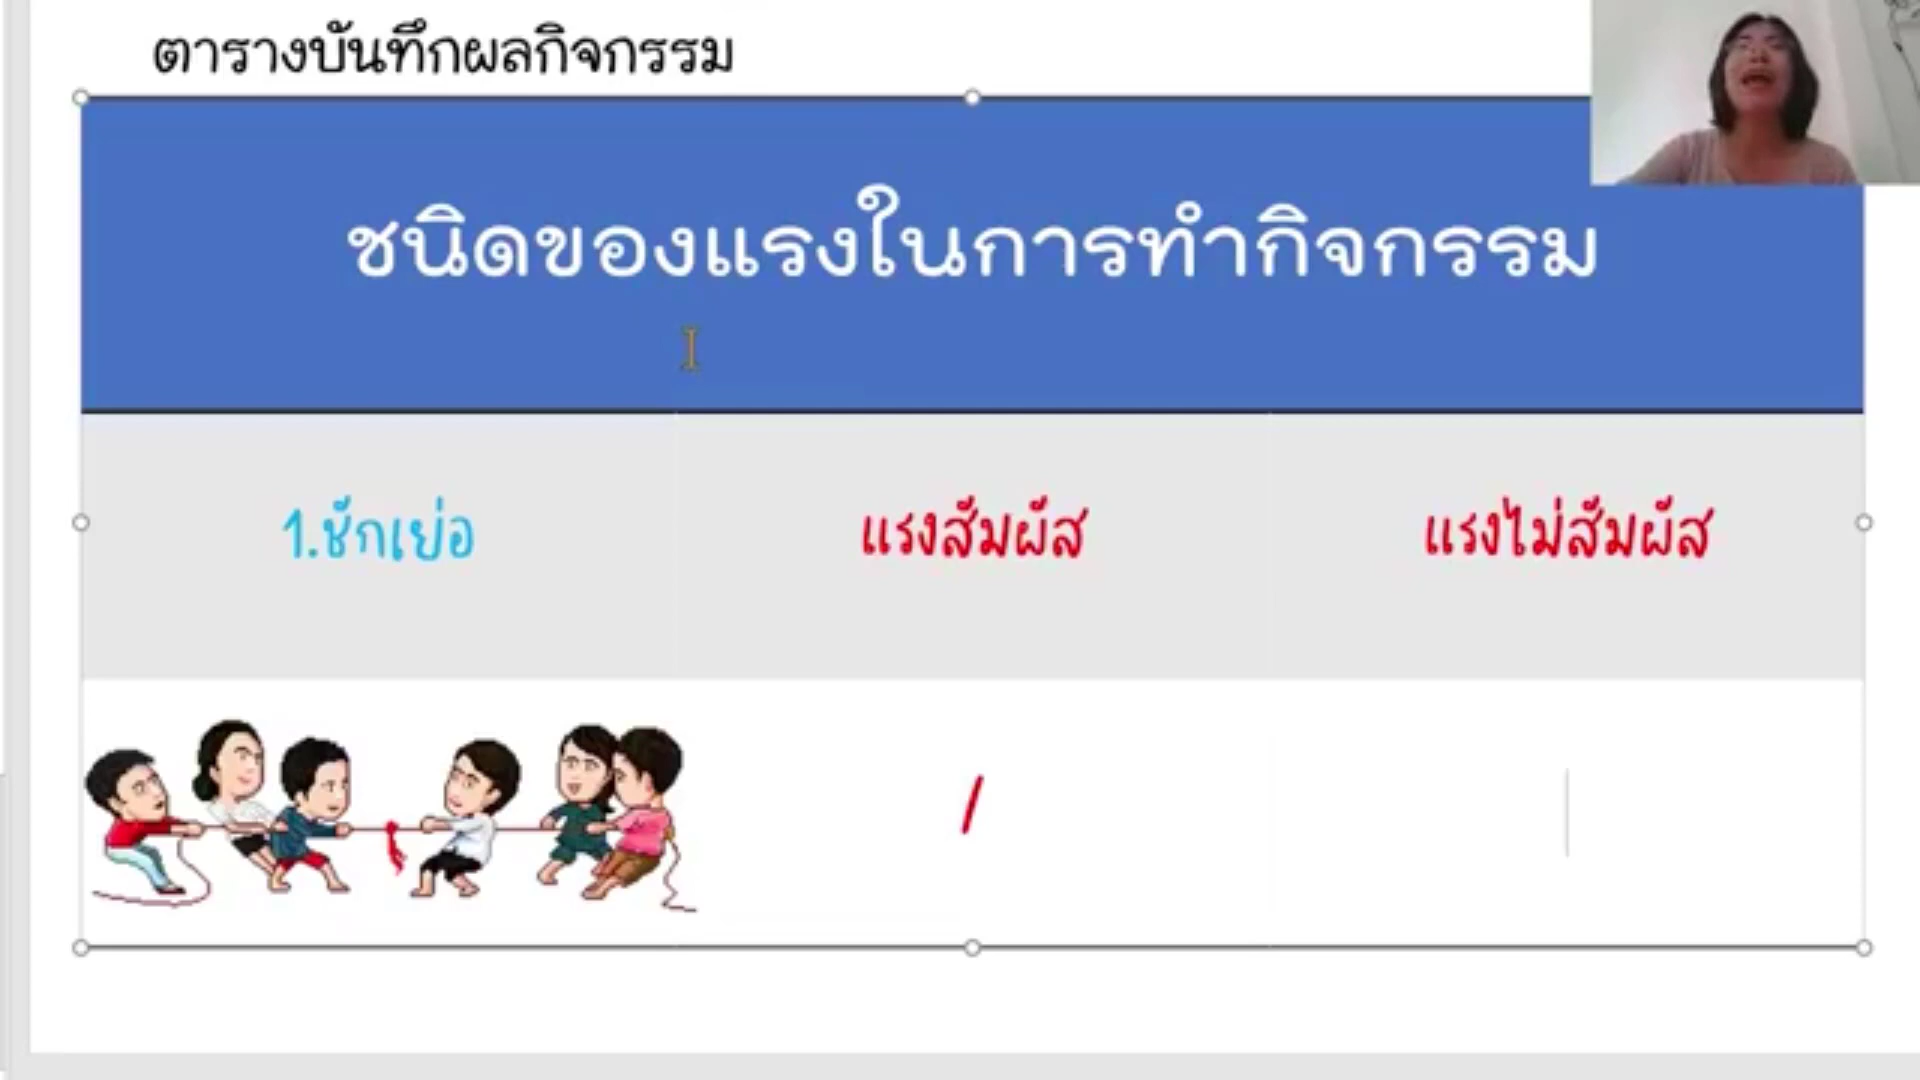 ตารางบันทึกผลกิจกรรม
ชนิดของแรงในการทำกิจกรรม
1.ชักเย่อ
แรงสัมผัส
แรงไม่สัมผัส
/